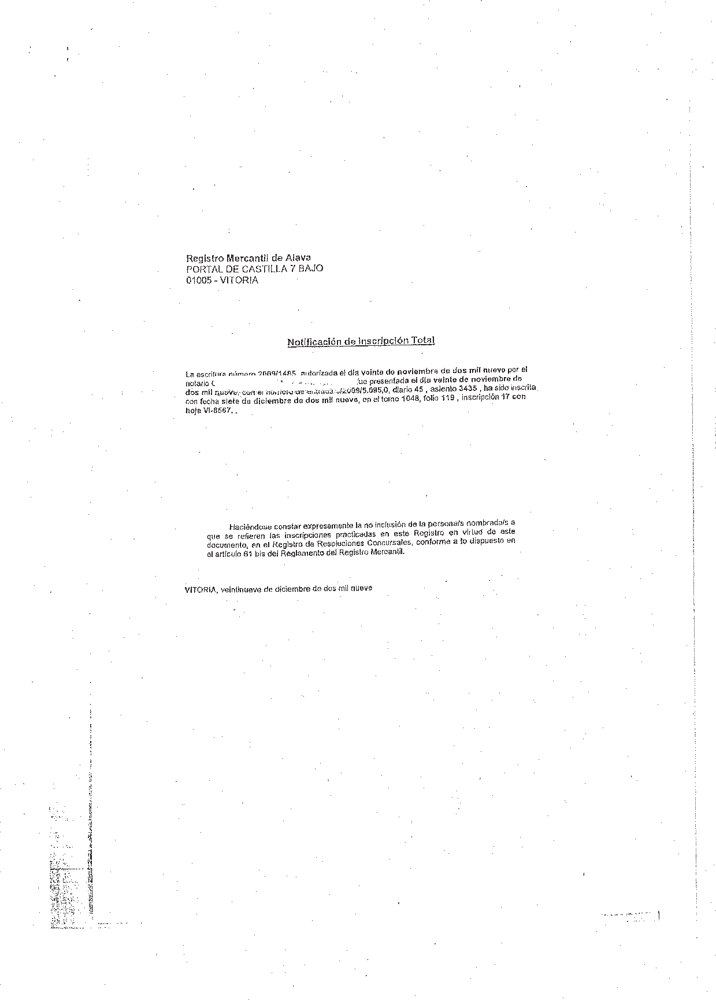 Registro Mercantil de Alava
PORTAL DE CASTILLA 7 BAJO
01005 - VITORIA
Notificación de Inscripción Total
La escritura número 2009/1485 autorizada el día veinte de noviembre de dos mil nueve por el
notario presentada el día veinte de noviembre de
dos mil nueve, con el número de entrada /2009/5.085,0, diario 45 , asiento 3435 , ha sido inscrita
con fecha siete de diciembre de dos mil nueve, en el tomo 1048, folio 119 , inscripción 17 con
hoja VI-8667. .
Haciéndose constar expresamente la no inclusión de la persona/s nombrada/s a
que se refieren las inscripciones practicadas en este Registro en virtud de este
documento, en el Registro de Resoluciones Concursales, conforme a lo dispuesto en
el artículo 61 bis del Reglamento del Registro Mercantil.
VITORIA, veintinueve de diciembre de dos mil nueve